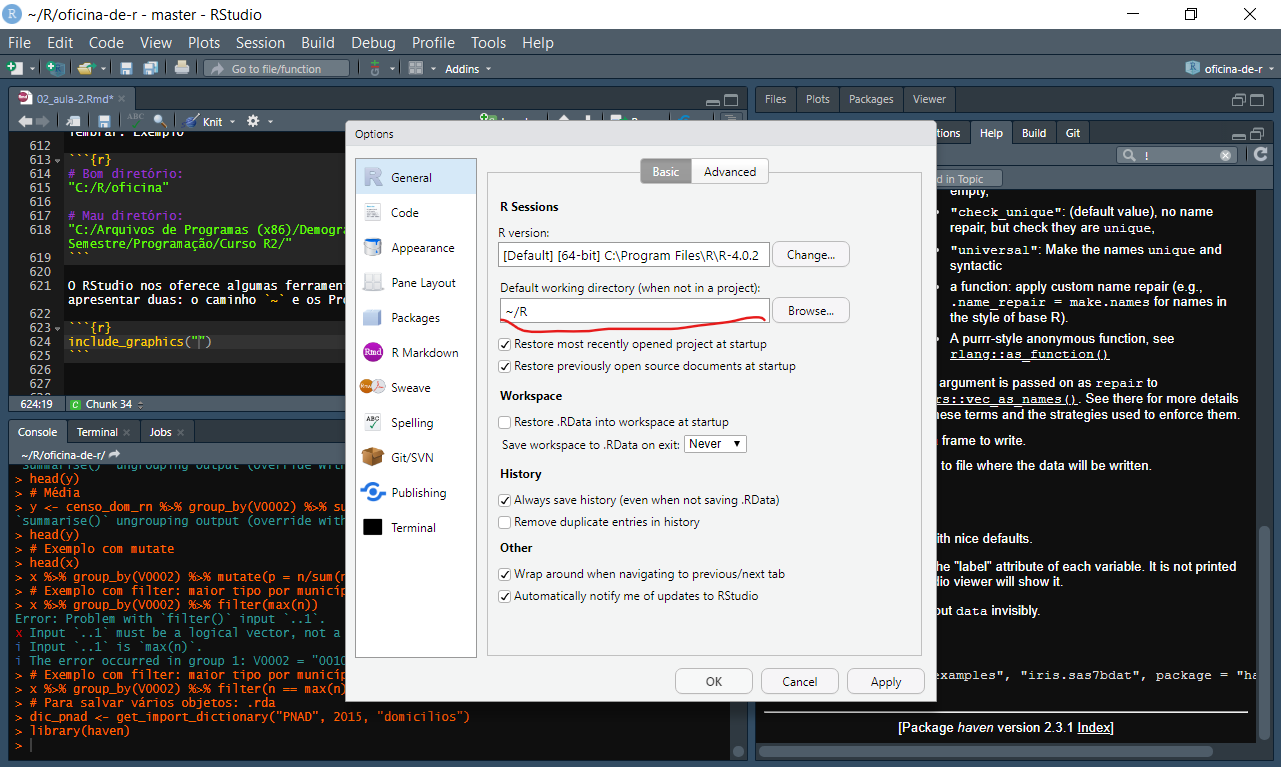 ~/R/oficina-de-r - master - RStudio
File Edit Code View Plots Session Build Debug Profile Tools Help
Go to file/function
Addins
oficina-de-r
02_aula-2.Rmd*
ABC
Knit
612
613 ```{r}
614 # Bom diretório:
615 "C:/R/oficina"
616
617 # Mau diretório:
618 "C:/Arquivos de Programas (x86)/Demogra
Semestre/Programação/Curso R2/"
619 ```
620
621 O RStudio nos oferece algumas ferrament
apresentar duas: o caminho `~` e os Pro
622
623 ```{r}
624 include_graphics("")
625 ```
626
627
624:19 Chunk 34
Console Terminal Jobs
~/R/oficina-de-r/
> head(y)
> # Média
> y <- censo_dom_rn %>% group_by(V0002) %>% su
`summarise()` ungrouping output (override with
> head(y)
> # Exemplo com mutate
> head(x)
> x %>% group_by(V0002) %>% mutate(p = n/sum(n
> # Exemplo com filter: maior tipo por municíp
> x %>% group_by(V0002) %>% filter(max(n))
Error: Problem with `filter()` input `..1`.
x Input `..1` must be a logical vector, not a
i Input `..1` is `max(n)`.
i The error occurred in group 1: V0002 = "0010
> # Exemplo com filter: maior tipo por municíp
> x %>% group_by(V0002) %>% filter(n == max(n)
> # Para salvar vários objetos: .rda
> dic_pnad <- get_import_dictionary("PNAD", 2015, "domicilios")
> library(haven)
>
Options
General
Code
Appearance
Pane Layout
Packages
Rmd R Markdown
Sweave
ABC Spelling
Git/SVN
Publishing
Terminal
Basic Advanced
R Sessions
R version:
[Default] [64-bit] C:\Program Files\R\R-4.0.2 Change...
Default working directory (when not in a project):
~/R Browse...
Restore most recently opened project at startup
Restore previously open source documents at startup
Workspace
Restore .RData into workspace at startup
Save workspace to .RData on exit: Never
History
Always save history (even when not saving .RData)
Remove duplicate entries in history
Other
Wrap around when navigating to previous/next tab
Automatically notify me of updates to RStudio
OK Cancel Apply
Files Plots Packages Viewer
tions Help Build Git
!
d in Topic
empty,
• "check_unique": (default value), no name
repair, but check they are unique,
• "universal": Make the names unique and
syntactic
• a function: apply custom name repair (e.g.,
.name_repair = make.names for names in
the style of base R).
• A purrr-style anonymous function, see
rlang::as_function()
argument is passed on as repair to
rs::vec_as_names(). See there for more details
ese terms and the strategies used to enforce them.
frame to write.
to file where the data will be written.
ith nice defaults.
he "label" attribute of each variable. It is not printed
dio viewer will show it.
out data invisibly.
examples", "iris.sas7bdat", package = "ha
[Package haven version 2.3.1 Index]